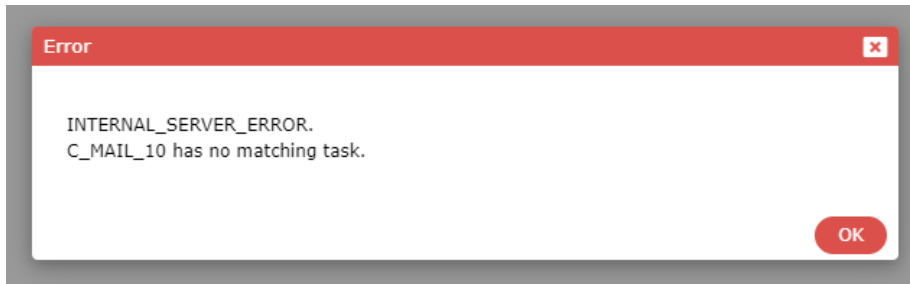 Error
INTERNAL_SERVER_ERROR.
C_MAIL_10 has no matching task.
OK